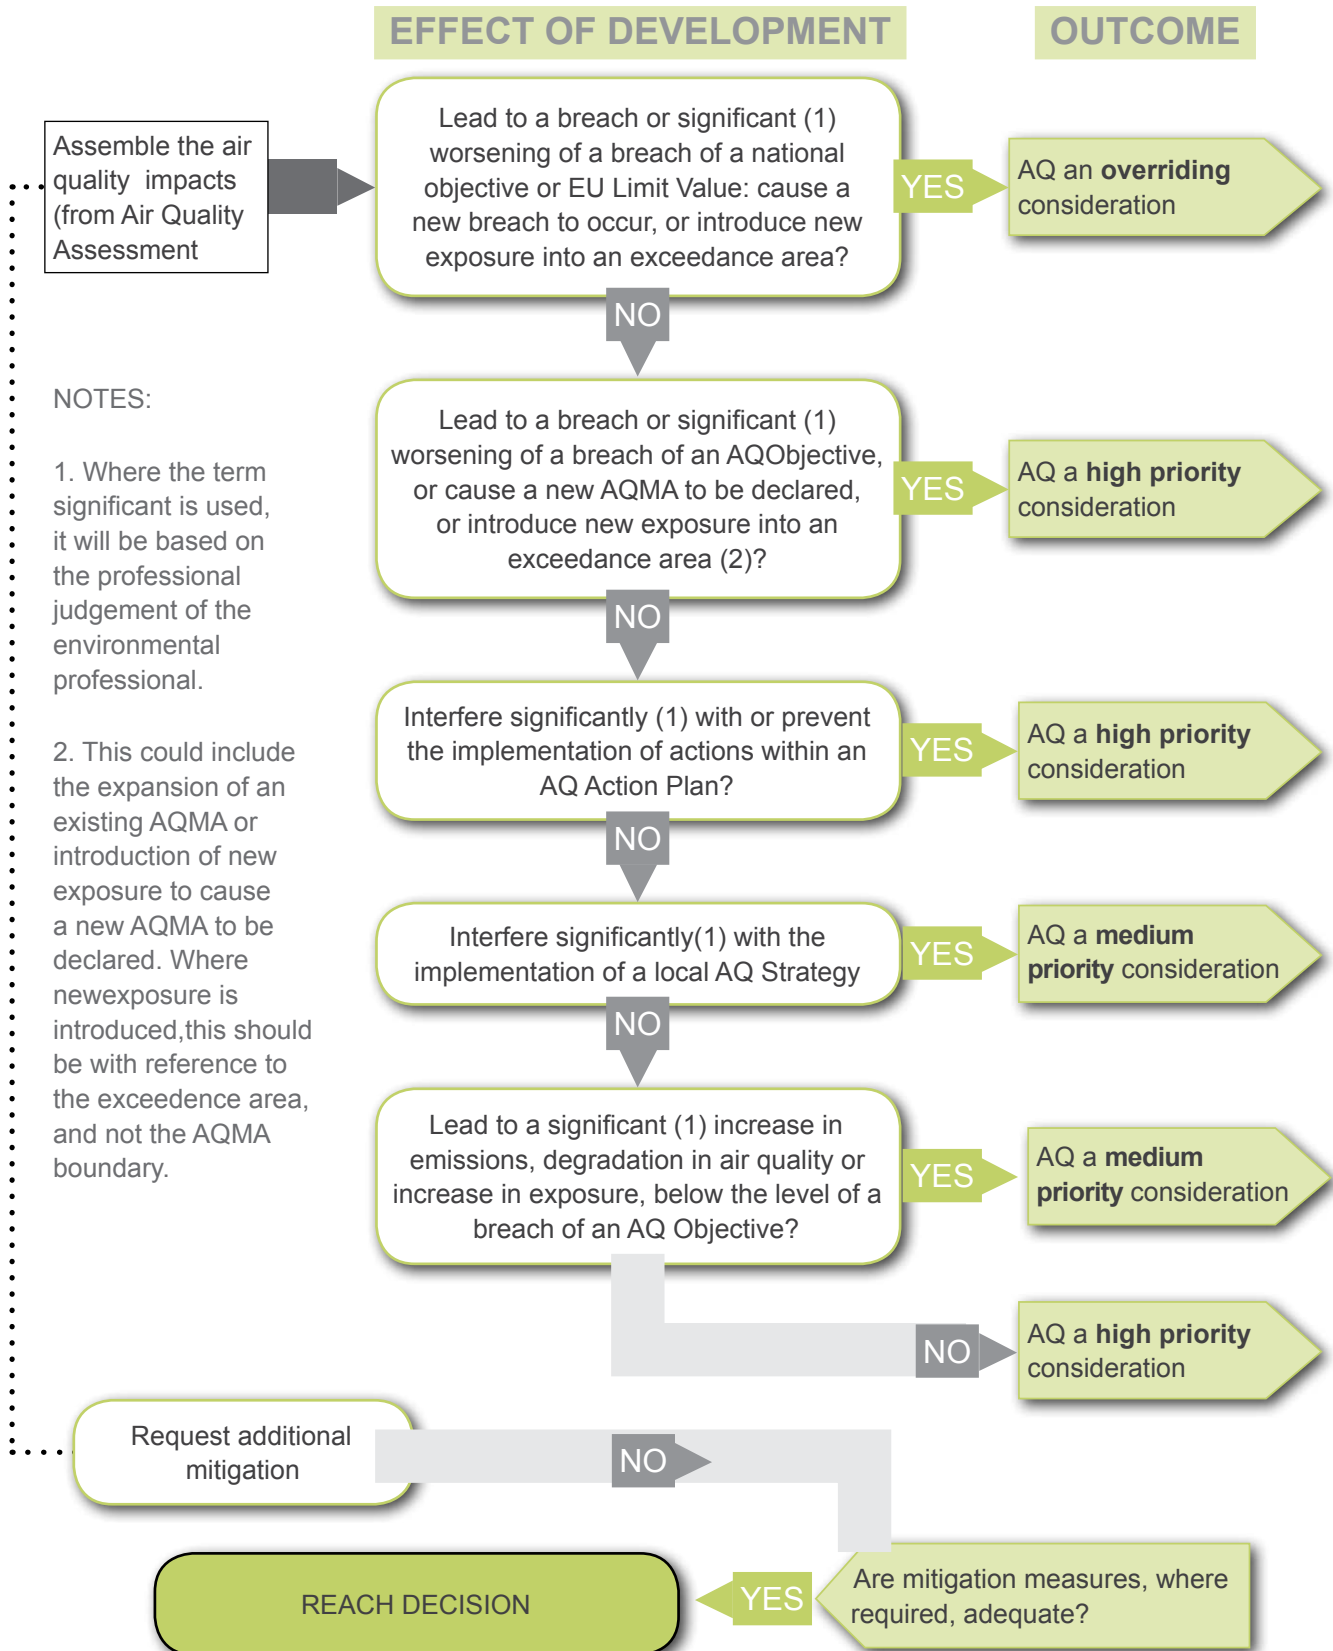 EFFECT OF DEVELOPMENT
OUTCOME
Assemble the air
quality impacts
(from Air Quality
Assessment
Lead to a breach or significant (1)
worsening of a breach of a national
objective or EU Limit Value: cause a
new breach to occur, or introduce new
exposure into an exceedance area?
YES
AQ an overriding
consideration
NO
NOTES:
1. Where the term
significant is used,
it will be based on
the professional
judgement of the
environmental
professional.
2. This could include
the expansion of an
existing AQMA or
introduction of new
exposure to cause
a new AQMA to be
declared. Where
newexposure is
introduced,this should
be with reference to
the exceedence area,
and not the AQMA
boundary.
Lead to a breach or significant (1)
worsening of a breach of an AQObjective,
or cause a new AQMA to be declared,
or introduce new exposure into an
exceedance area (2)?
YES
AQ a high priority
consideration
NO
Interfere significantly (1) with or prevent
the implementation of actions within an
AQ Action Plan?
YES
AQ a high priority
consideration
NO
Interfere significantly(1) with the
implementation of a local AQ Strategy
YES
AQ a medium
priority consideration
NO
Lead to a significant (1) increase in
emissions, degradation in air quality or
increase in exposure, below the level of a
breach of an AQ Objective?
YES
AQ a medium
priority consideration
NO
AQ a high priority
consideration
Request additional
mitigation
NO
Are mitigation measures, where
required, adequate?
YES
REACH DECISION